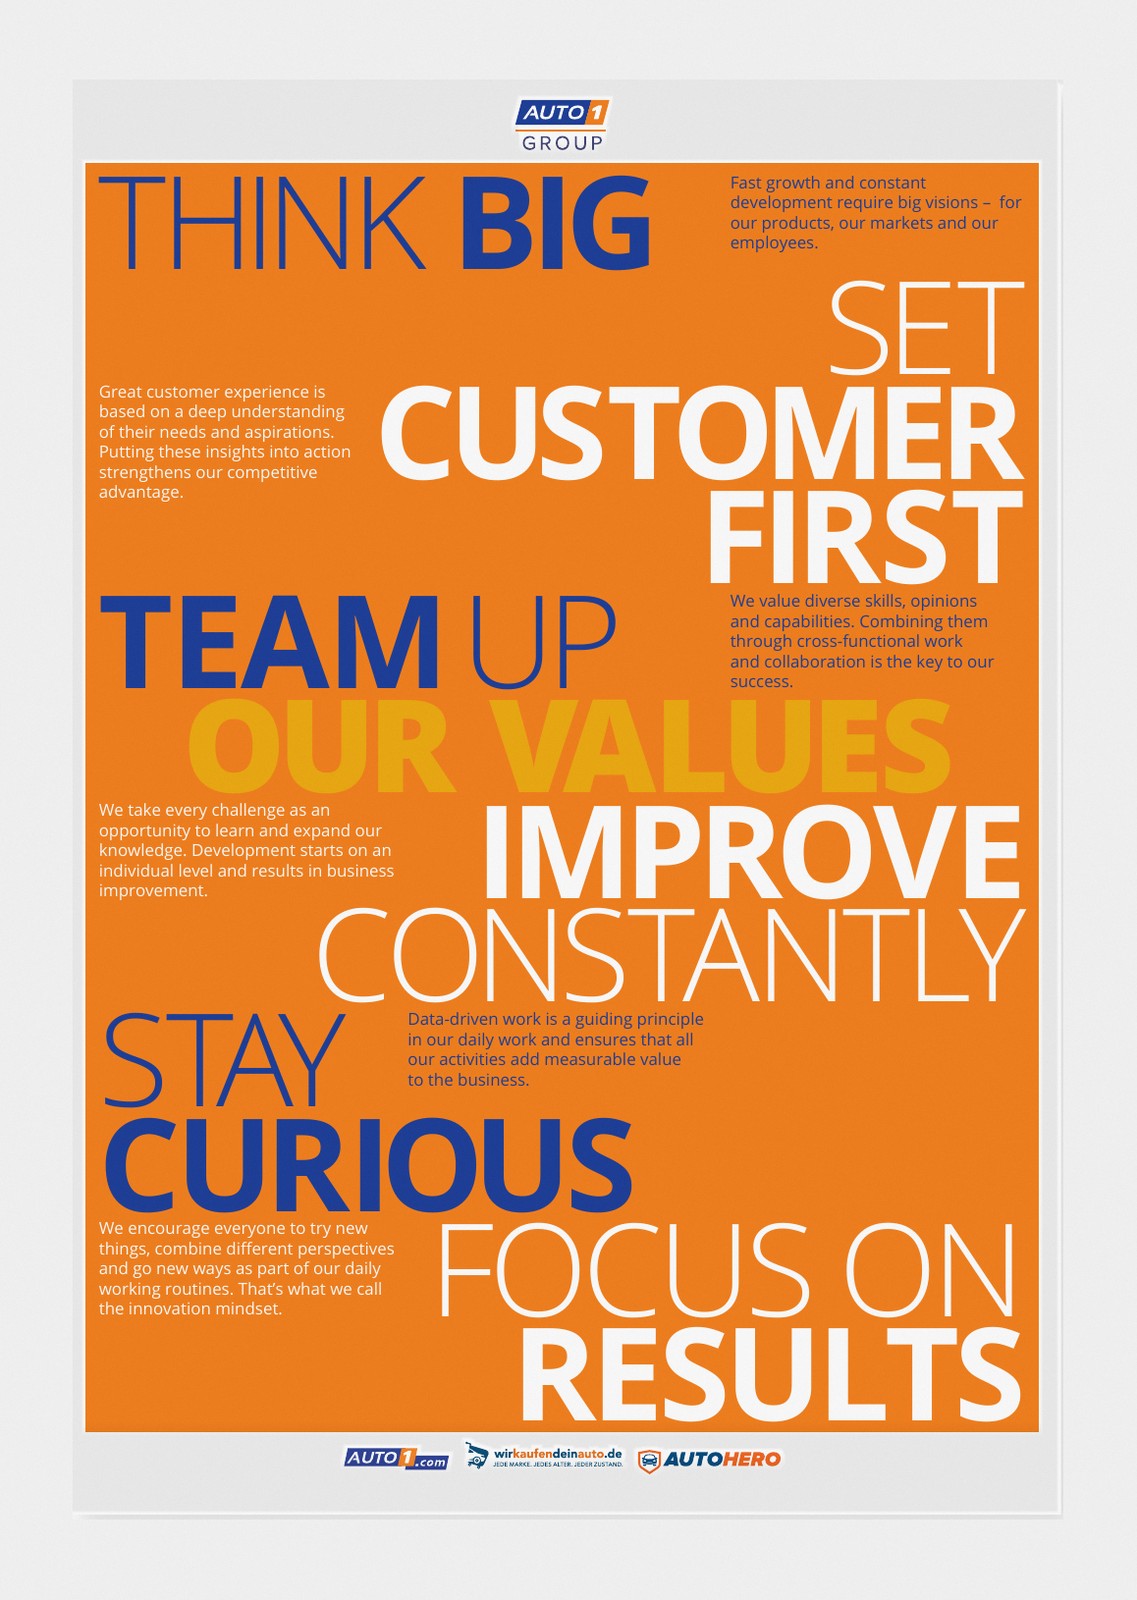 AUTO1
GROUP
THINK BIG
Fast growth and constant
development require big visions –  for
our products, our markets and our
employees.
SET
CUSTOMER
FIRST
Great customer experience is
based on a deep understanding
of their needs and aspirations.
Putting these insights into action
strengthens our competitive
advantage.
TEAM UP
We value diverse skills, opinions
and capabilities. Combining them
through cross-functional work
and collaboration is the key to our
success.
OUR VALUES
We take every challenge as an
opportunity to learn and expand our
knowledge. Development starts on an
individual level and results in business
improvement.
IMPROVE
CONSTANTLY
STAY
CURIOUS
Data-driven work is a guiding principle
in our daily work and ensures that all
our activities add measurable value
to the business.
We encourage everyone to try new
things, combine different perspectives
and go new ways as part of our daily
working routines. That’s what we call
the innovation mindset.
FOCUS ON
RESULTS
AUTO1.com
wirkaufendeinauto.de
JEDE MARKE. JEDES ALTER. JEDER ZUSTAND.
AUTOHERO